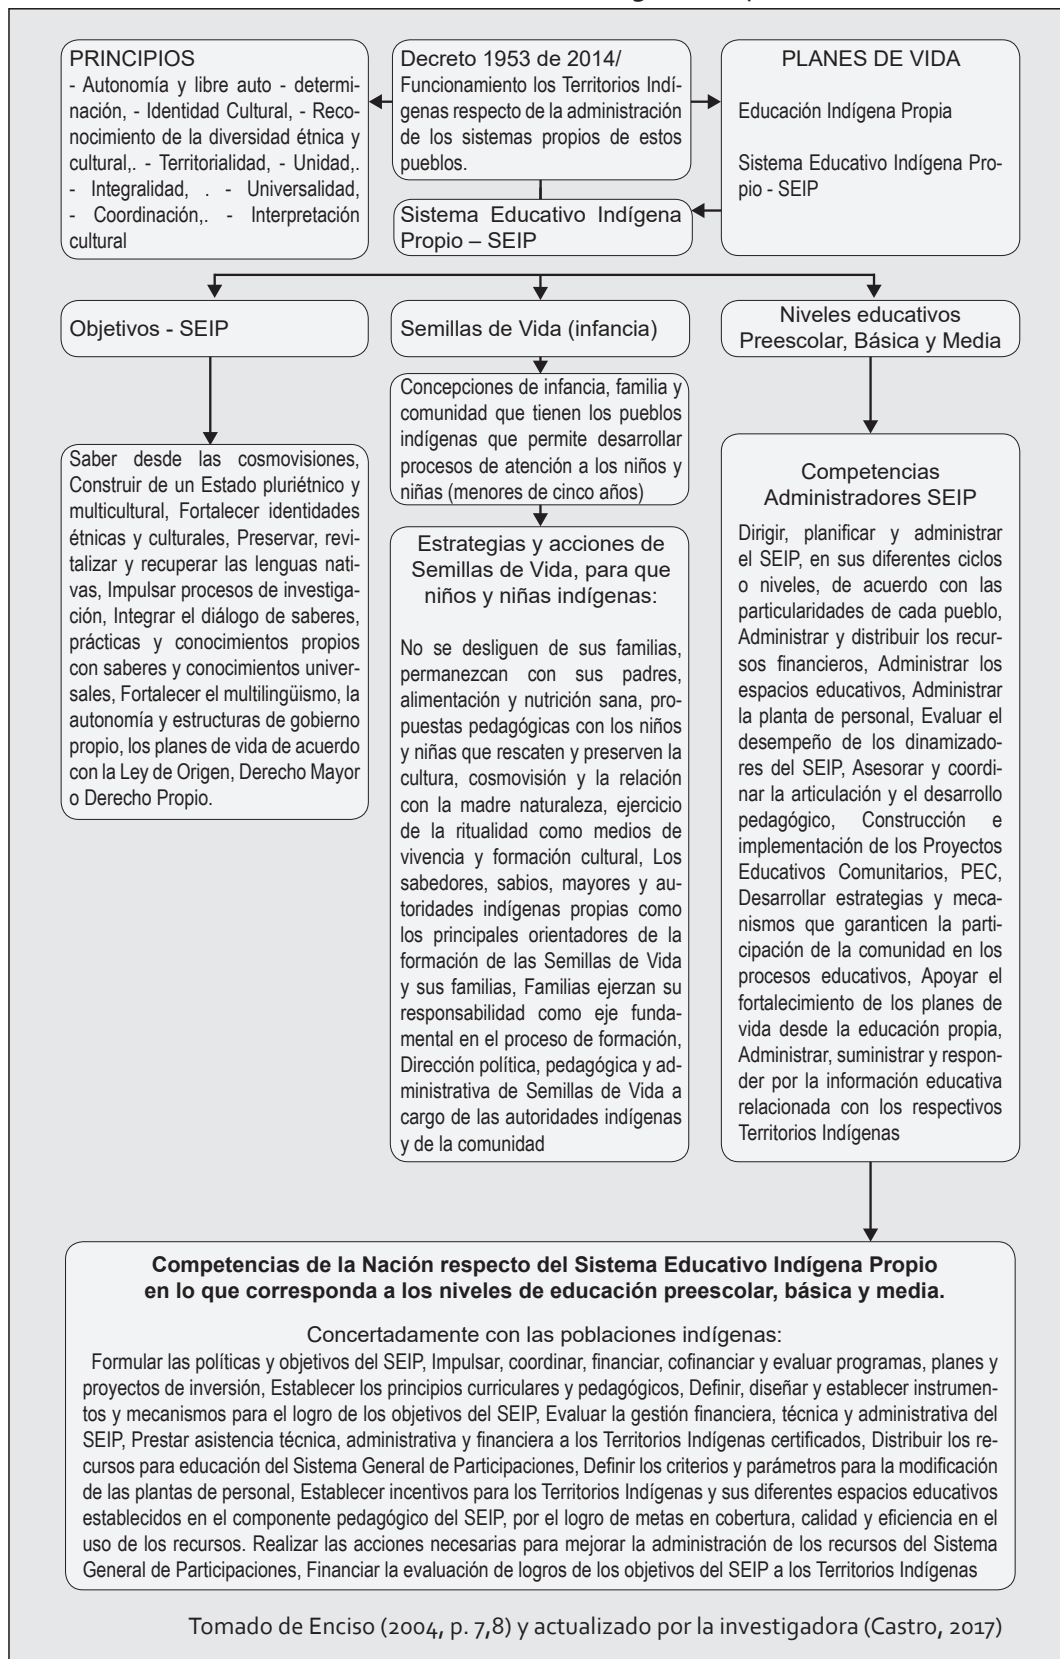 PRINCIPIOS
- Autonomía y libre auto - determi-
nación, - Identidad Cultural, - Reco-
nocimiento de la diversidad étnica y
cultural,. - Territorialidad, - Unidad,.
- Integralidad, . - Universalidad,
- Coordinación,. - Interpretación
cultural
Decreto 1953 de 2014/
Funcionamiento los Territorios Indí-
genas respecto de la administración
de los sistemas propios de estos
pueblos.
PLANES DE VIDA
Educación Indígena Propia
Sistema Educativo Indígena Pro-
pio - SEIP
Sistema Educativo Indígena
Propio – SEIP
Objetivos - SEIP
Semillas de Vida (infancia)
Niveles educativos
Preescolar, Básica y Media
Saber desde las cosmovisiones,
Construir de un Estado pluriétnico y
multicultural, Fortalecer identidades
étnicas y culturales, Preservar, revi-
talizar y recuperar las lenguas nati-
vas, Impulsar procesos de investiga-
ción, Integrar el diálogo de saberes,
prácticas y conocimientos propios
con saberes y conocimientos univer-
sales, Fortalecer el multilingüismo, la
autonomía y estructuras de gobierno
propio, los planes de vida de acuerdo
con la Ley de Origen, Derecho Mayor
o Derecho Propio.
Concepciones de infancia, familia y
comunidad que tienen los pueblos
indígenas que permite desarrollar
procesos de atención a los niños y
niñas (menores de cinco años)
Estrategias y acciones de
Semillas de Vida, para que
niños y niñas indígenas:
No se desliguen de sus familias,
permanezcan con sus padres,
alimentación y nutrición sana, pro-
puestas pedagógicas con los niños
y niñas que rescaten y preserven la
cultura, cosmovisión y la relación
con la madre naturaleza, ejercicio
de la ritualidad como medios de
vivencia y formación cultural, Los
sabedores, sabios, mayores y au-
toridades indígenas propias como
los principales orientadores de la
formación de las Semillas de Vida
y sus familias, Familias ejerzan su
responsabilidad como eje funda-
mental en el proceso de formación,
Dirección política, pedagógica y ad-
ministrativa de Semillas de Vida a
cargo de las autoridades indígenas
y de la comunidad
Competencias
Administradores SEIP
Dirigir, planificar y administrar
el SEIP, en sus diferentes ciclos
o niveles, de acuerdo con las
particularidades de cada pueblo,
Administrar y distribuir los recur-
sos financieros, Administrar los
espacios educativos, Administrar
la planta de personal, Evaluar el
desempeño de los dinamizado-
res del SEIP, Asesorar y coordi-
nar la articulación y el desarrollo
pedagógico, Construcción e
implementación de los Proyectos
Educativos Comunitarios, PEC,
Desarrollar estrategias y meca-
nismos que garanticen la parti-
cipación de la comunidad en los
procesos educativos, Apoyar el
fortalecimiento de los planes de
vida desde la educación propia,
Administrar, suministrar y respon-
der por la información educativa
relacionada con los respectivos
Territorios Indígenas
Competencias de la Nación respecto del Sistema Educativo Indígena Propio
en lo que corresponda a los niveles de educación preescolar, básica y media.
Concertadamente con las poblaciones indígenas:
Formular las políticas y objetivos del SEIP, Impulsar, coordinar, financiar, cofinanciar y evaluar programas, planes y
proyectos de inversión, Establecer los principios curriculares y pedagógicos, Definir, diseñar y establecer instrumen-
tos y mecanismos para el logro de los objetivos del SEIP, Evaluar la gestión financiera, técnica y administrativa del
SEIP, Prestar asistencia técnica, administrativa y financiera a los Territorios Indígenas certificados, Distribuir los re-
cursos para educación del Sistema General de Participaciones, Definir los criterios y parámetros para la modificación
de las plantas de personal, Establecer incentivos para los Territorios Indígenas y sus diferentes espacios educativos
establecidos en el componente pedagógico del SEIP, por el logro de metas en cobertura, calidad y eficiencia en el
uso de los recursos. Realizar las acciones necesarias para mejorar la administración de los recursos del Sistema
General de Participaciones, Financiar la evaluación de logros de los objetivos del SEIP a los Territorios Indígenas
Tomado de Enciso (2004, p. 7,8) y actualizado por la investigadora (Castro, 2017)